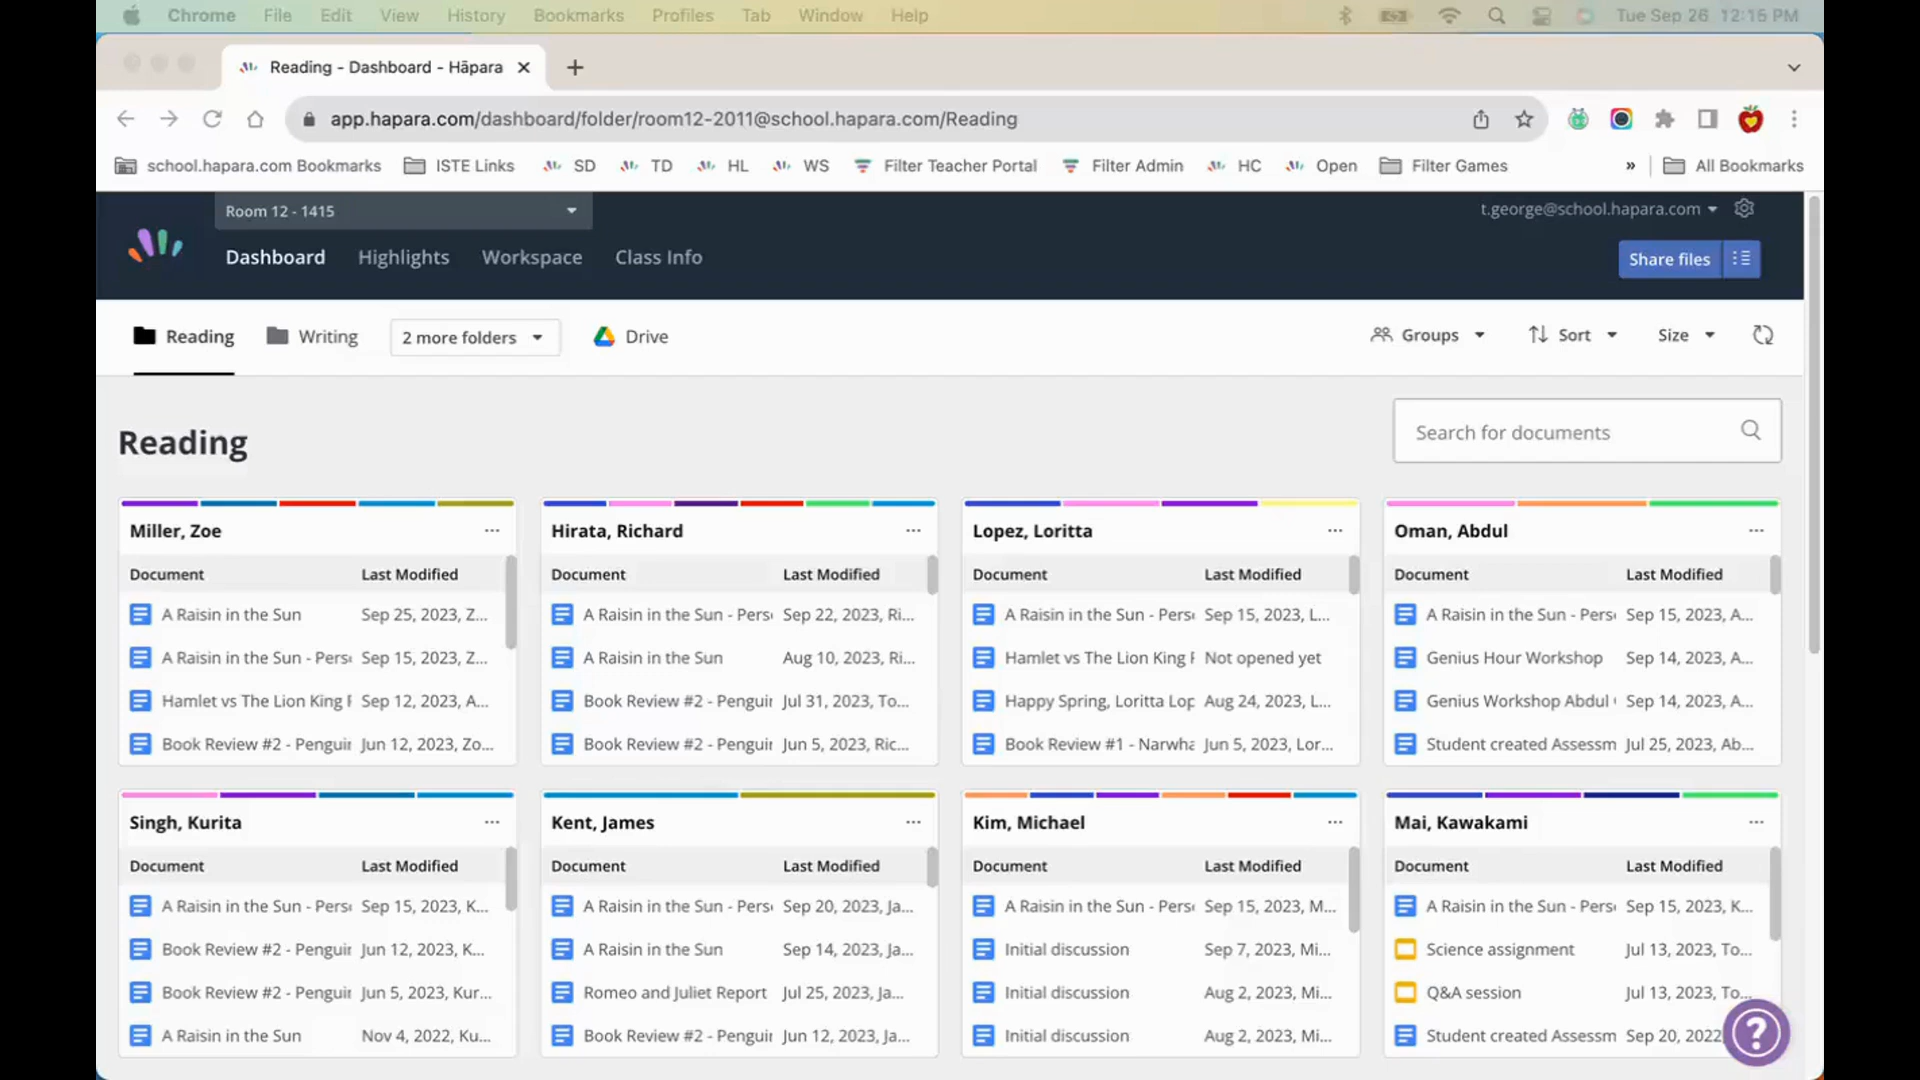 Chrome File Edit View History Bookmarks Profiles Tab Window Help Tue Sep 26 12:15 PM
Reading - Dashboard - Hāpara
app.hapara.com/dashboard/folder/room12-2011@school.hapara.com/Reading
school.hapara.com Bookmarks ISTE Links SD TD HL WS Filter Teacher Portal Filter Admin HC Open Filter Games » All Bookmarks
Room 12 - 1415 t.george@school.hapara.com
Dashboard Highlights Workspace Class Info Share files
Reading Writing 2 more folders Drive Groups Sort Size
Reading Search for documents
Miller, Zoe ...
Document Last Modified
A Raisin in the Sun Sep 25, 2023, Z...
A Raisin in the Sun - Pers Sep 15, 2023, Z...
Hamlet vs The Lion King Sep 12, 2023, A...
Book Review #2 - Penguin Jun 12, 2023, Zo...
Hirata, Richard ...
Document Last Modified
A Raisin in the Sun - Pers Sep 22, 2023, Ri...
A Raisin in the Sun Aug 10, 2023, Ri...
Book Review #2 - Penguin Jul 31, 2023, To...
Book Review #2 - Penguin Jun 5, 2023, Ric...
Lopez, Loritta ...
Document Last Modified
A Raisin in the Sun - Pers Sep 15, 2023, L...
Hamlet vs The Lion King Not opened yet
Happy Spring, Loritta Lop Aug 24, 2023, L...
Book Review #1 - Narwha Jun 5, 2023, Lor...
Oman, Abdul ...
Document Last Modified
A Raisin in the Sun - Pers Sep 15, 2023, A...
Genius Hour Workshop Sep 14, 2023, A...
Genius Workshop Abdul Sep 14, 2023, A...
Student created Assessm Jul 25, 2023, Ab...
Singh, Kurita ...
Document Last Modified
A Raisin in the Sun - Pers Sep 15, 2023, K...
Book Review #2 - Penguin Jun 12, 2023, K...
Book Review #2 - Penguin Jun 5, 2023, Kur...
A Raisin in the Sun Nov 4, 2022, Ku...
Kent, James ...
Document Last Modified
A Raisin in the Sun - Pers Sep 20, 2023, Ja...
A Raisin in the Sun Sep 14, 2023, Ja...
Romeo and Juliet Report Jul 25, 2023, Ja...
Book Review #2 - Penguin Jun 12, 2023, Ja...
Kim, Michael ...
Document Last Modified
A Raisin in the Sun - Pers Sep 15, 2023, M...
Initial discussion Sep 7, 2023, Mi...
Initial discussion Aug 2, 2023, Mi...
Initial discussion Aug 2, 2023, Mi...
Mai, Kawakami ...
Document Last Modified
A Raisin in the Sun - Pers Sep 15, 2023, K...
Science assignment Jul 13, 2023, To...
Q&A session Jul 13, 2023, To...
Student created Assessm Sep 20, 2022
?